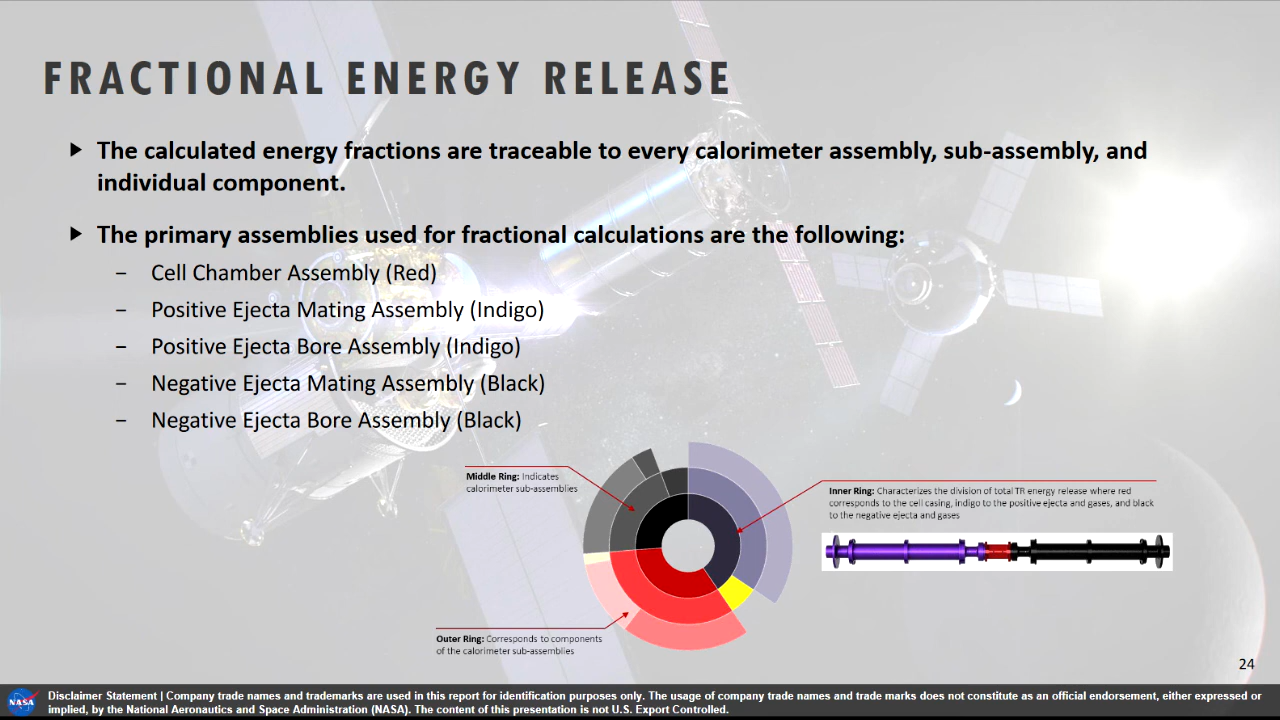 FRACTIONAL ENERGY RELEASE
The calculated energy fractions are traceable to every calorimeter assembly, sub-assembly, and
individual component.
The primary assemblies used for fractional calculations are the following:
– Cell Chamber Assembly (Red)
– Positive Ejecta Mating Assembly (Indigo)
– Positive Ejecta Bore Assembly (Indigo)
– Negative Ejecta Mating Assembly (Black)
– Negative Ejecta Bore Assembly (Black)
Middle Ring: Indicates
calorimeter sub-assemblies
Inner Ring: Characterizes the division of total TR energy release where red
corresponds to the cell casing, indigo to the positive ejecta and gases, and black
to the negative ejecta and gases
Outer Ring: Corresponds to components
of the calorimeter sub-assemblies
24
NASA
Disclaimer Statement | Company trade names and trademarks are used in this report for identification purposes only. The usage of company trade names and trade marks does not constitute as an official endorsement, either expressed or
implied, by the National Aeronautics and Space Administration (NASA). The content of this presentation is not U.S. Export Controlled.